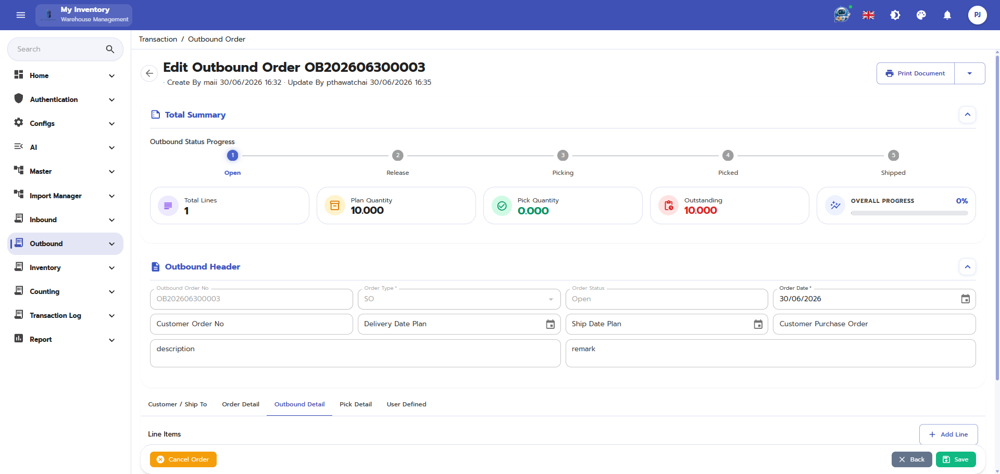 My Inventory
Warehouse Management
PJ
Search
Home
Authentication
Configs
AI
Master
Import Manager
Inbound
Outbound
Inventory
Counting
Transaction Log
Report
Transaction / Outbound Order
Edit Outbound Order OB202606300003
· Create By maii 30/06/2026 16:32 · Update By pthawatchai 30/06/2026 16:35
Print Document
Total Summary
Outbound Status Progress
1 2 3 4 5
Open Release Picking Picked Shipped
Total Lines
1
Plan Quantity
10.000
Pick Quantity
0.000
Outstanding
10.000
OVERALL PROGRESS 0%
Outbound Header
Outbound Order No
OB202606300003
Order Type *
SO
Order Status
Open
Order Date *
30/06/2026
Customer Order No
Delivery Date Plan
Ship Date Plan
Customer Purchase Order
description
remark
Customer / Ship To Order Detail Outbound Detail Pick Detail User Defined
Line Items
Add Line
Cancel Order
Back
Save